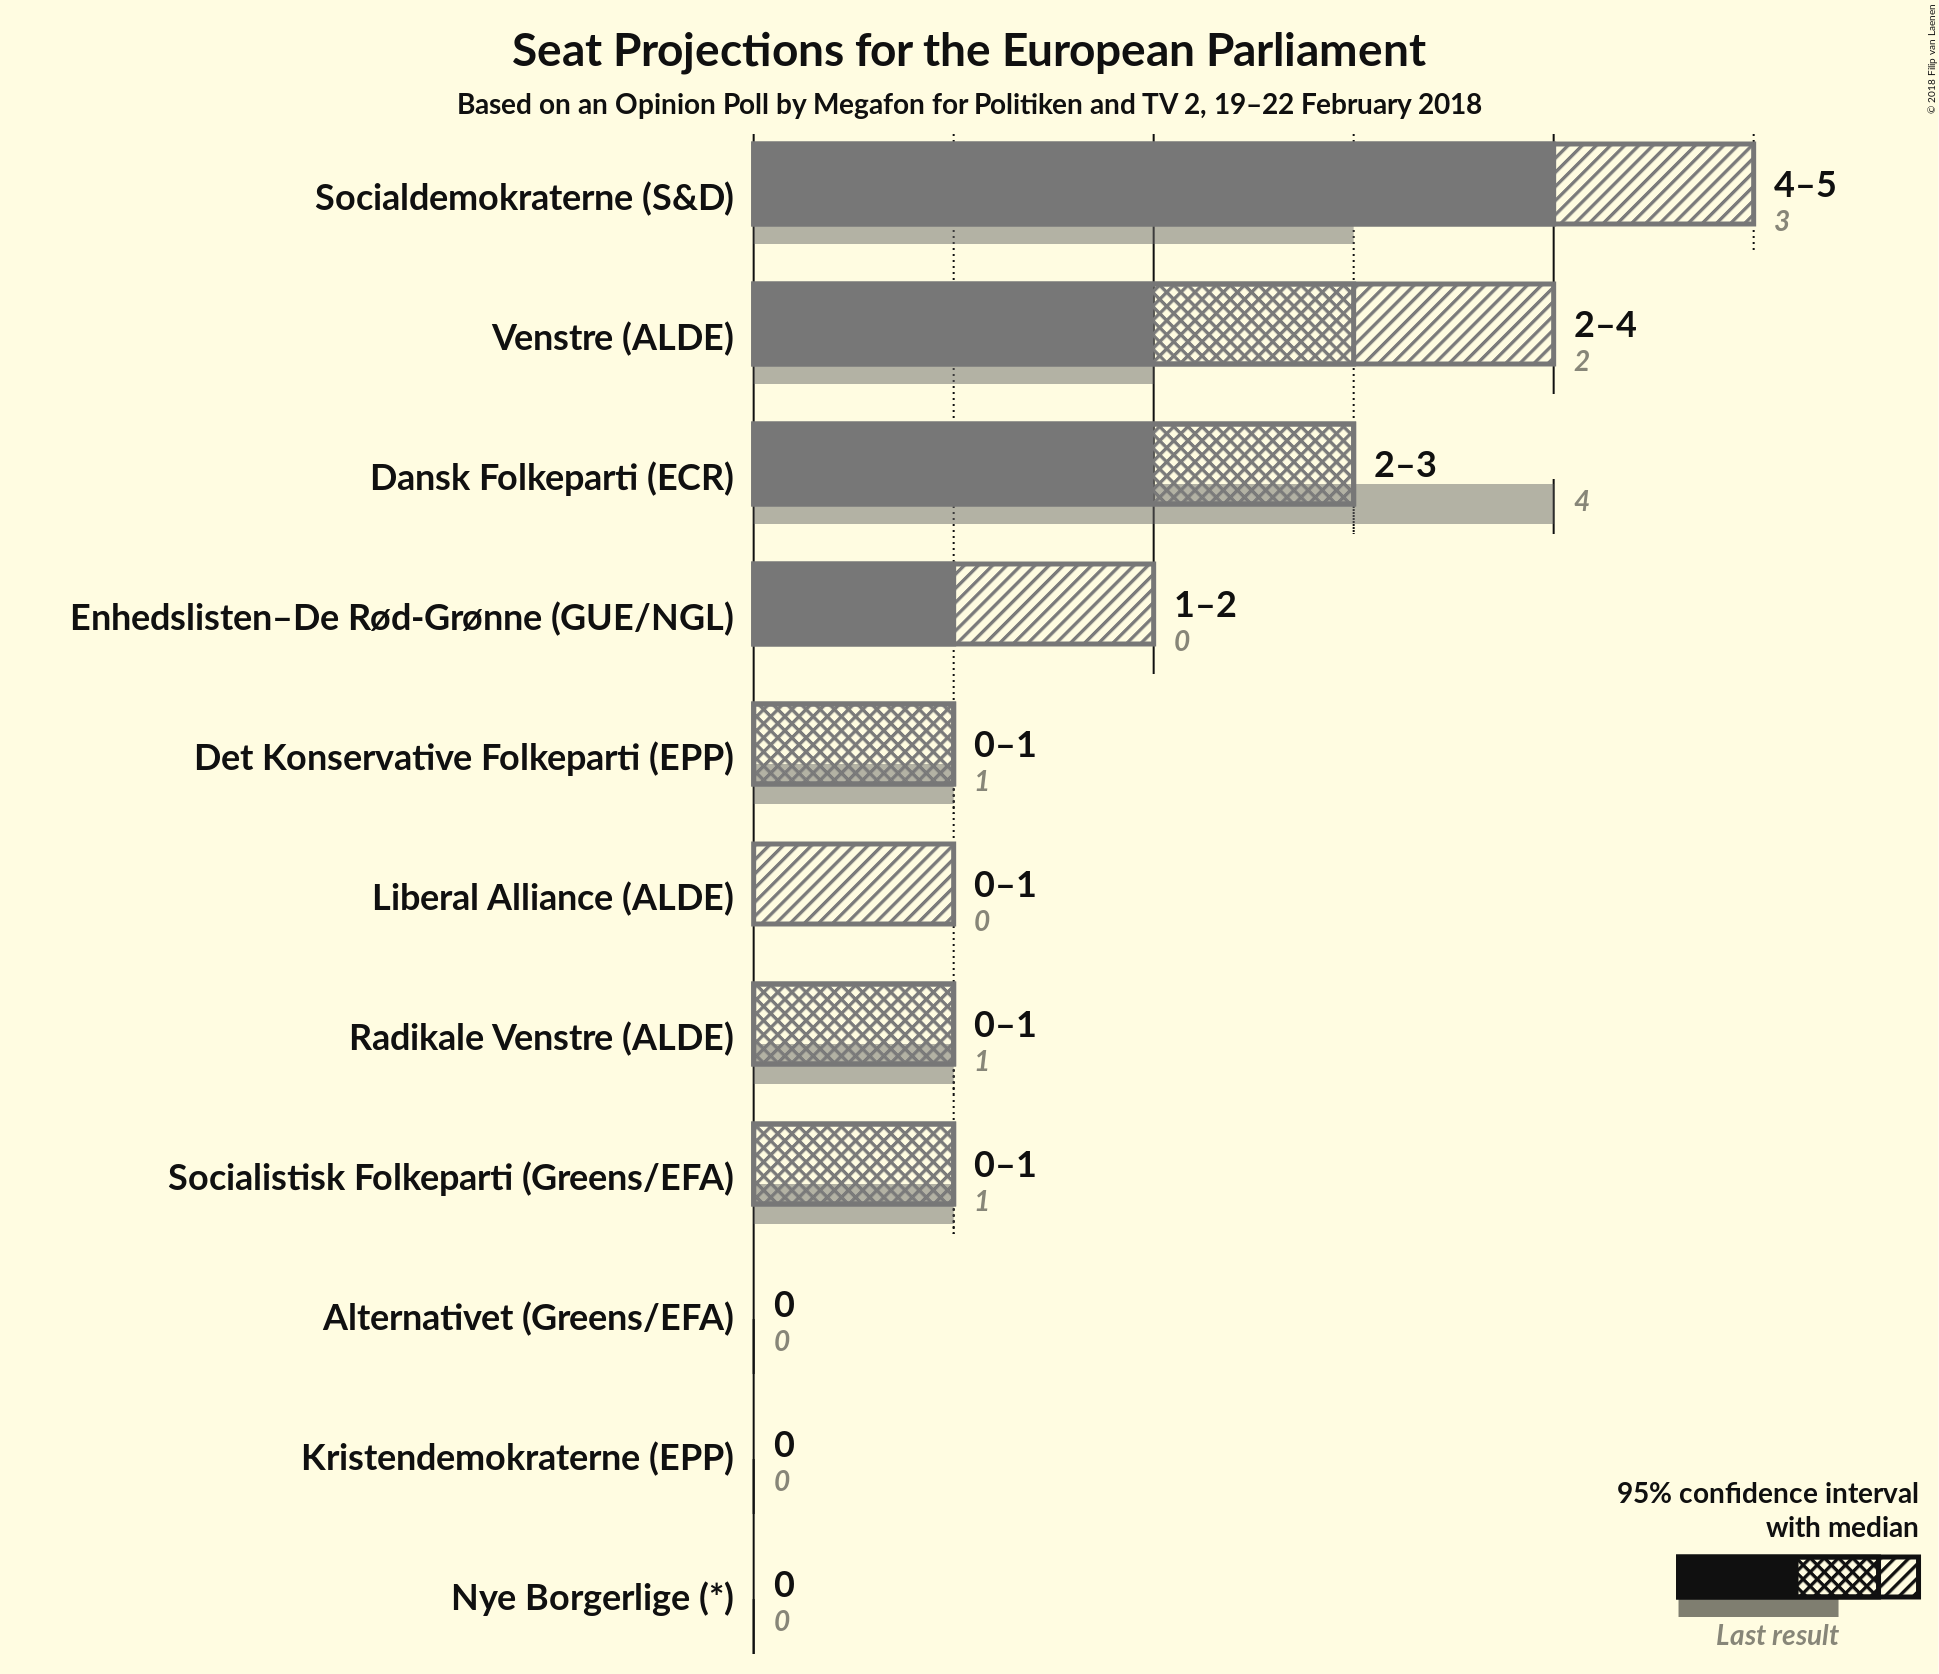 Seat Projections for the European Parliament
Based on an Opinion Poll by Megafon for Politiken and TV 2, 19–22 February 2018
© 2018 Filip van Laenen
Socialdemokraterne (S&D)
4–5
3
Venstre (ALDE)
2–4
2
Dansk Folkeparti (ECR)
2–3
4
Enhedslisten–De Rød-Grønne (GUE/NGL)
1–2
0
Det Konservative Folkeparti (EPP)
0–1
1
Liberal Alliance (ALDE)
0–1
0
Radikale Venstre (ALDE)
0–1
1
Socialistisk Folkeparti (Greens/EFA)
0–1
1
Alternativet (Greens/EFA)
0
0
Kristendemokraterne (EPP)
0
0
Nye Borgerlige (*)
0
0
95% confidence interval
with median
Last result